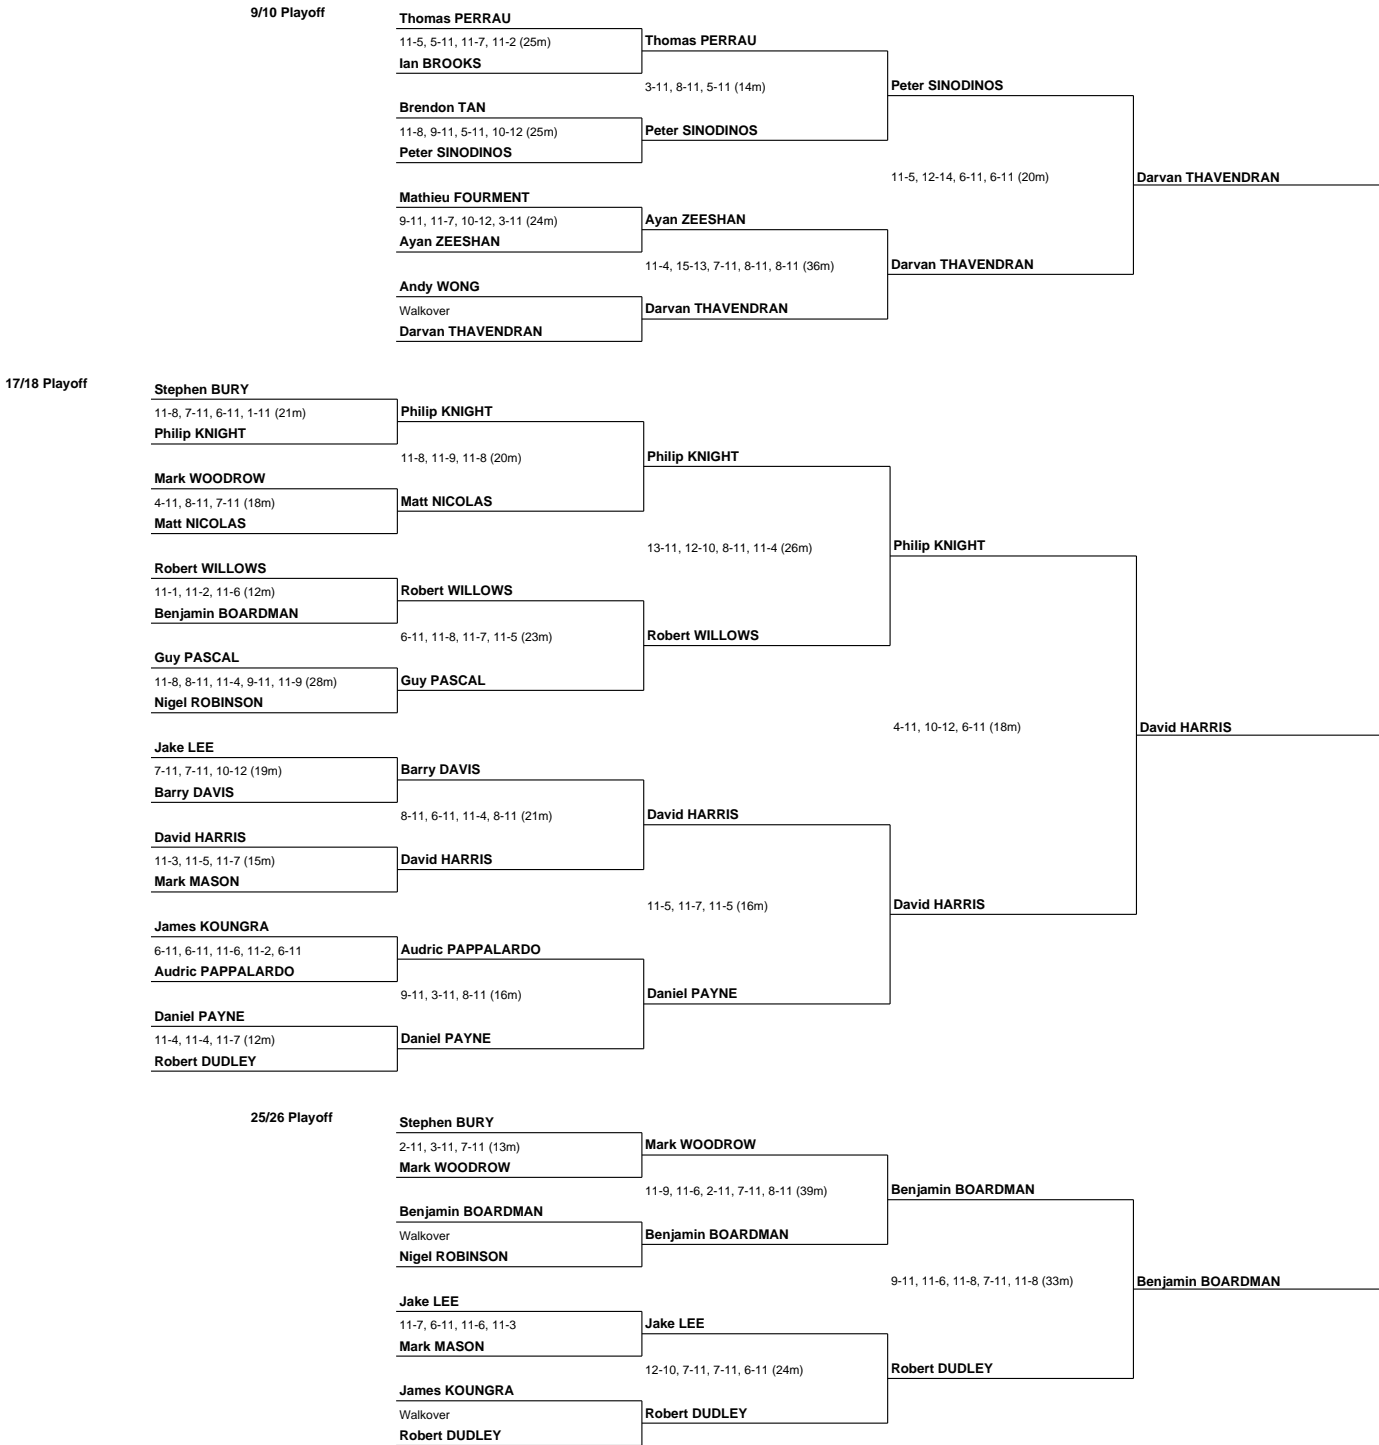 9/10 Playoff
Thomas PERRAU
11-5, 5-11, 11-7, 11-2 (25m)
Ian BROOKS
Thomas PERRAU
3-11, 8-11, 5-11 (14m)
Peter SINODINOS
Brendon TAN
11-8, 9-11, 5-11, 10-12 (25m)
Peter SINODINOS
Peter SINODINOS
11-5, 12-14, 6-11, 6-11 (20m)
Darvan THAVENDRAN
Mathieu FOURMENT
9-11, 11-7, 10-12, 3-11 (24m)
Ayan ZEESHAN
Ayan ZEESHAN
11-4, 15-13, 7-11, 8-11, 8-11 (36m)
Darvan THAVENDRAN
Andy WONG
Walkover
Darvan THAVENDRAN
Darvan THAVENDRAN
17/18 Playoff
Stephen BURY
11-8, 7-11, 6-11, 1-11 (21m)
Philip KNIGHT
Philip KNIGHT
11-8, 11-9, 11-8 (20m)
Philip KNIGHT
Mark WOODROW
4-11, 8-11, 7-11 (18m)
Matt NICOLAS
Matt NICOLAS
13-11, 12-10, 8-11, 11-4 (26m)
Philip KNIGHT
Robert WILLOWS
11-1, 11-2, 11-6 (12m)
Benjamin BOARDMAN
Robert WILLOWS
6-11, 11-8, 11-7, 11-5 (23m)
Robert WILLOWS
Guy PASCAL
11-8, 8-11, 11-4, 9-11, 11-9 (28m)
Nigel ROBINSON
Guy PASCAL
4-11, 10-12, 6-11 (18m)
David HARRIS
Jake LEE
7-11, 7-11, 10-12 (19m)
Barry DAVIS
Barry DAVIS
8-11, 6-11, 11-4, 8-11 (21m)
David HARRIS
David HARRIS
11-3, 11-5, 11-7 (15m)
Mark MASON
David HARRIS
11-5, 11-7, 11-5 (16m)
David HARRIS
James KOUNGRA
6-11, 6-11, 11-6, 11-2, 6-11
Audric PAPPALARDO
Audric PAPPALARDO
9-11, 3-11, 8-11 (16m)
Daniel PAYNE
Daniel PAYNE
11-4, 11-4, 11-7 (12m)
Robert DUDLEY
Daniel PAYNE
25/26 Playoff
Stephen BURY
2-11, 3-11, 7-11 (13m)
Mark WOODROW
Mark WOODROW
11-9, 11-6, 2-11, 7-11, 8-11 (39m)
Benjamin BOARDMAN
Benjamin BOARDMAN
Walkover
Nigel ROBINSON
Benjamin BOARDMAN
9-11, 11-6, 11-8, 7-11, 11-8 (33m)
Benjamin BOARDMAN
Jake LEE
11-7, 6-11, 11-6, 11-3
Mark MASON
Jake LEE
12-10, 7-11, 7-11, 6-11 (24m)
Robert DUDLEY
James KOUNGRA
Walkover
Robert DUDLEY
Robert DUDLEY